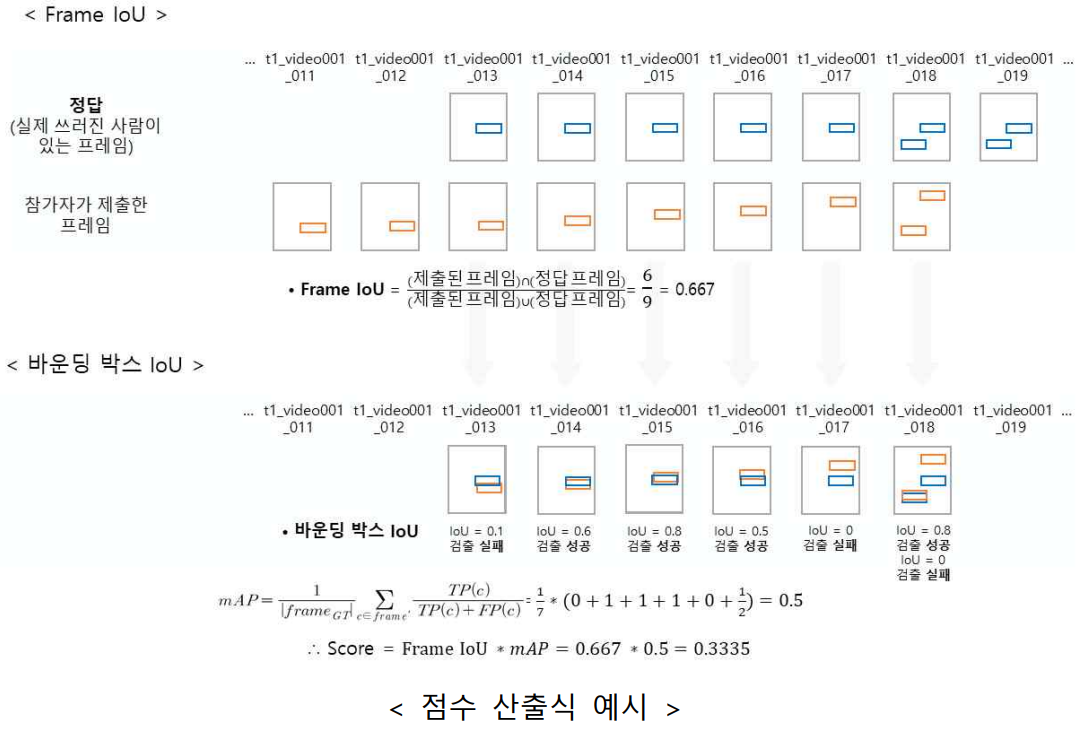 < Frame IoU >
... t1_video001 t1_video001 t1_video001 t1_video001 t1_video001 t1_video001 t1_video001 t1_video001 t1_video001 ...
_011 _012 _013 _014 _015 _016 _017 _018 _019
정답
(실제 쓰러진 사람이
있는 프레임)
참가자가 제출한
프레임
• Frame IoU = (제출된 프레임)∩(정답 프레임) / (제출된 프레임)∪(정답 프레임) = 6/9 = 0.667
< 바운딩 박스 IoU >
... t1_video001 t1_video001 t1_video001 t1_video001 t1_video001 t1_video001 t1_video001 t1_video001 t1_video001 ...
_011 _012 _013 _014 _015 _016 _017 _018 _019
• 바운딩 박스 IoU
IoU = 0.1 IoU = 0.6 IoU = 0.8 IoU = 0.5 IoU = 0 IoU = 0.8
검출 실패 검출 성공 검출 성공 검출 성공 검출 실패 검출 성공
IoU = 0
검출 실패
mAP = 1/|frame_GT| ∑_{c∈frame'} TP(c)/(TP(c)+FP(c)) = 1/7 * (0 + 1 + 1 + 1 + 0 + 1/2) = 0.5
∴ Score = Frame IoU * mAP = 0.667 * 0.5 = 0.3335
< 점수 산출식 예시 >